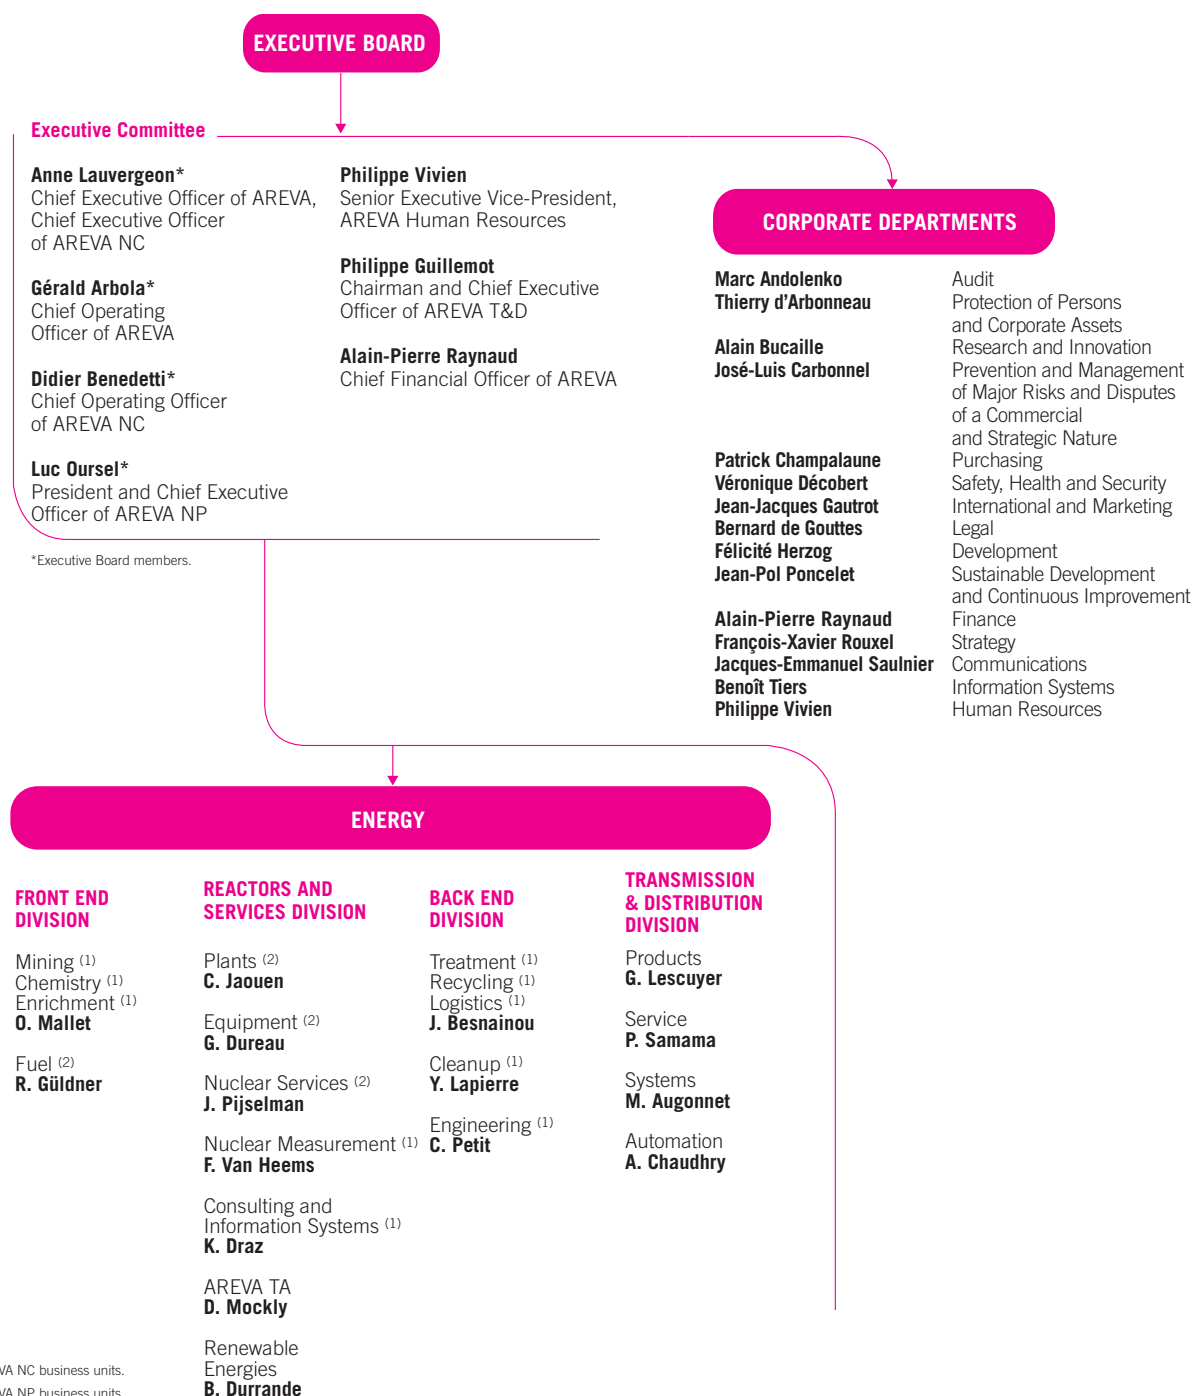 EXECUTIVE BOARD
Executive Committee
Anne Lauvergeon*
Chief Executive Officer of AREVA,
Chief Executive Officer
of AREVA NC
Gérald Arbola*
Chief Operating
Officer of AREVA
Didier Benedetti*
Chief Operating Officer
of AREVA NC
Luc Oursel*
President and Chief Executive
Officer of AREVA NP
*Executive Board members.
Philippe Vivien
Senior Executive Vice-President,
AREVA Human Resources
Philippe Guillemot
Chairman and Chief Executive
Officer of AREVA T&D
Alain-Pierre Raynaud
Chief Financial Officer of AREVA
CORPORATE DEPARTMENTS
Marc Andolenko Audit
Thierry d'Arbonneau Protection of Persons
and Corporate Assets
Alain Bucaille Research and Innovation
José-Luis Carbonnel Prevention and Management
of Major Risks and Disputes
of a Commercial
and Strategic Nature
Patrick Champalaune Purchasing
Véronique Décobert Safety, Health and Security
Jean-Jacques Gautrot International and Marketing
Bernard de Gouttes Legal
Félicité Herzog Development
Jean-Pol Poncelet Sustainable Development
and Continuous Improvement
Alain-Pierre Raynaud Finance
François-Xavier Rouxel Strategy
Jacques-Emmanuel Saulnier Communications
Benoît Tiers Information Systems
Philippe Vivien Human Resources
ENERGY
FRONT END
DIVISION
Mining (1)
Chemistry (1)
Enrichment (1)
O. Mallet
Fuel (2)
R. Güldner
REACTORS AND
SERVICES DIVISION
Plants (2)
C. Jaouen
Equipment (2)
G. Dureau
Nuclear Services (2)
J. Pijselman
Nuclear Measurement (1)
F. Van Heems
Consulting and
Information Systems (1)
K. Draz
AREVA TA
D. Mockly
Renewable
Energies
B. Durrande
BACK END
DIVISION
Treatment (1)
Recycling (1)
Logistics (1)
J. Besnainou
Cleanup (1)
Y. Lapierre
Engineering (1)
C. Petit
TRANSMISSION
& DISTRIBUTION
DIVISION
Products
G. Lescuyer
Service
P. Samama
Systems
M. Augonnet
Automation
A. Chaudhry
VA NC business units.
VA NP business units.